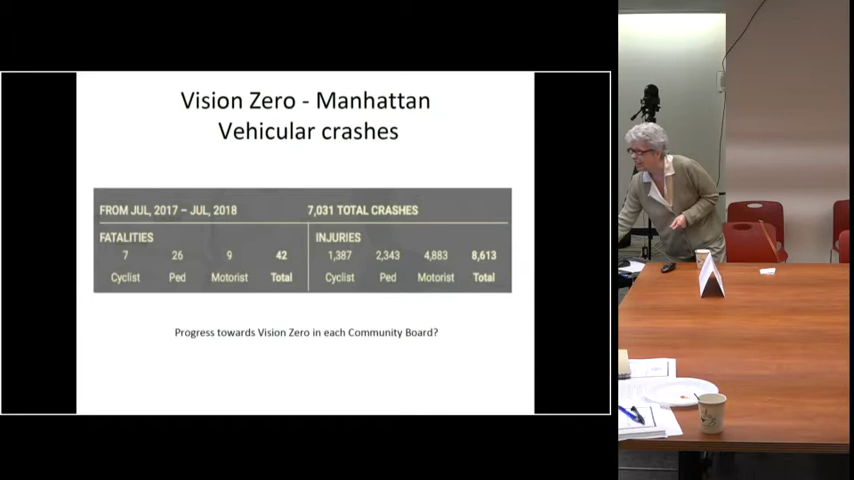 Vision Zero - Manhattan
Vehicular crashes
FROM JUL, 2017 – JUL, 2018 7,031 TOTAL CRASHES
FATALITIES INJURIES
7 26 9 42 1,387 2,343 4,883 8,613
Cyclist Ped Motorist Total Cyclist Ped Motorist Total
Progress towards Vision Zero in each Community Board?